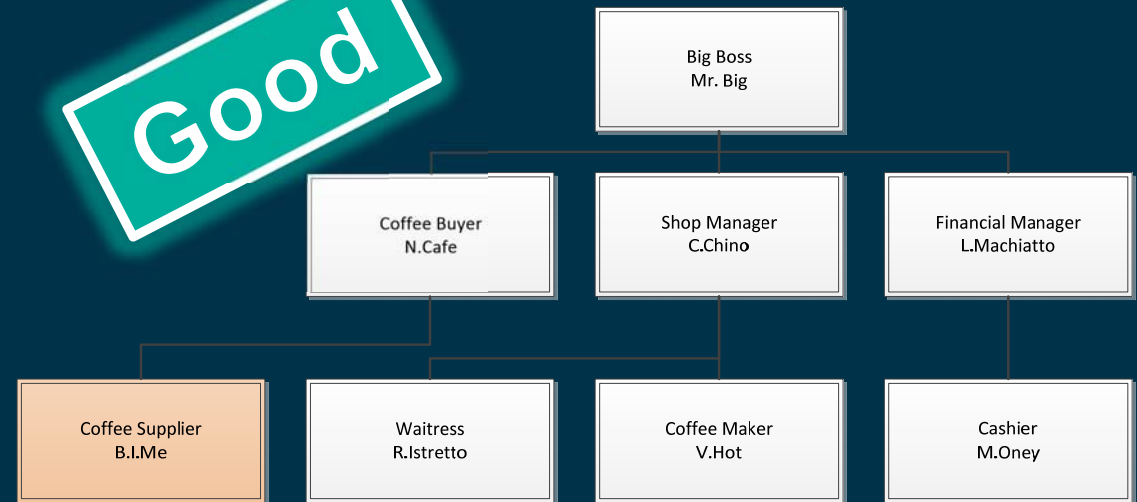 Good
Big Boss
Mr. Big
Coffee Buyer
N.Cafe
Shop Manager
C.Chino
Financial Manager
L.Machiatto
Coffee Supplier
B.I.Me
Waitress
R.Istretto
Coffee Maker
V.Hot
Cashier
M.Oney